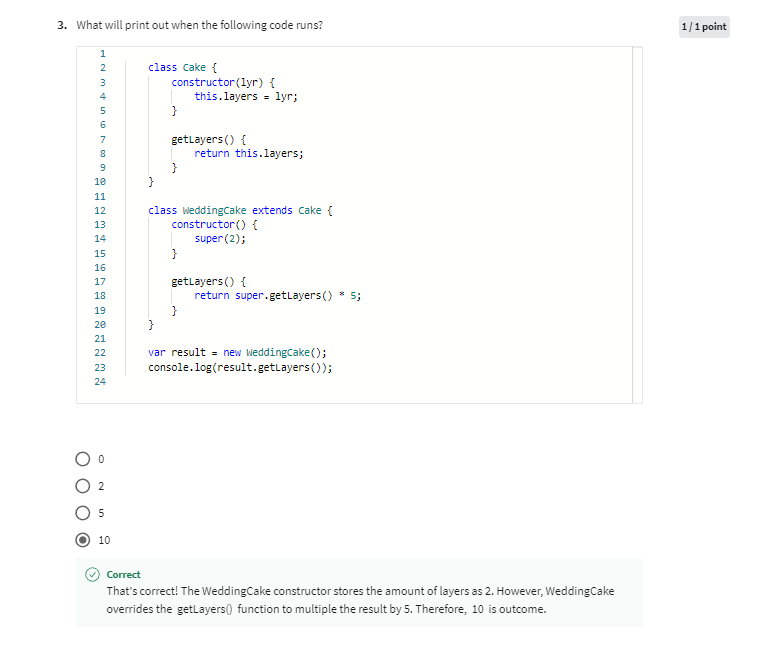 3. What will print out when the following code runs?
1/1 point
1
2 class Cake {
3 constructor(lyr) {
4 this.layers = lyr;
5 }
6
7 getLayers() {
8 return this.layers;
9 }
10 }
11
12 class WeddingCake extends Cake {
13 constructor() {
14 super(2);
15 }
16
17 getLayers() {
18 return super.getLayers() * 5;
19 }
20 }
21
22 var result = new WeddingCake();
23 console.log(result.getLayers());
24
0
2
5
10
Correct
That's correct! The WeddingCake constructor stores the amount of layers as 2. However, WeddingCake
overrides the getLayers() function to multiple the result by 5. Therefore, 10 is outcome.